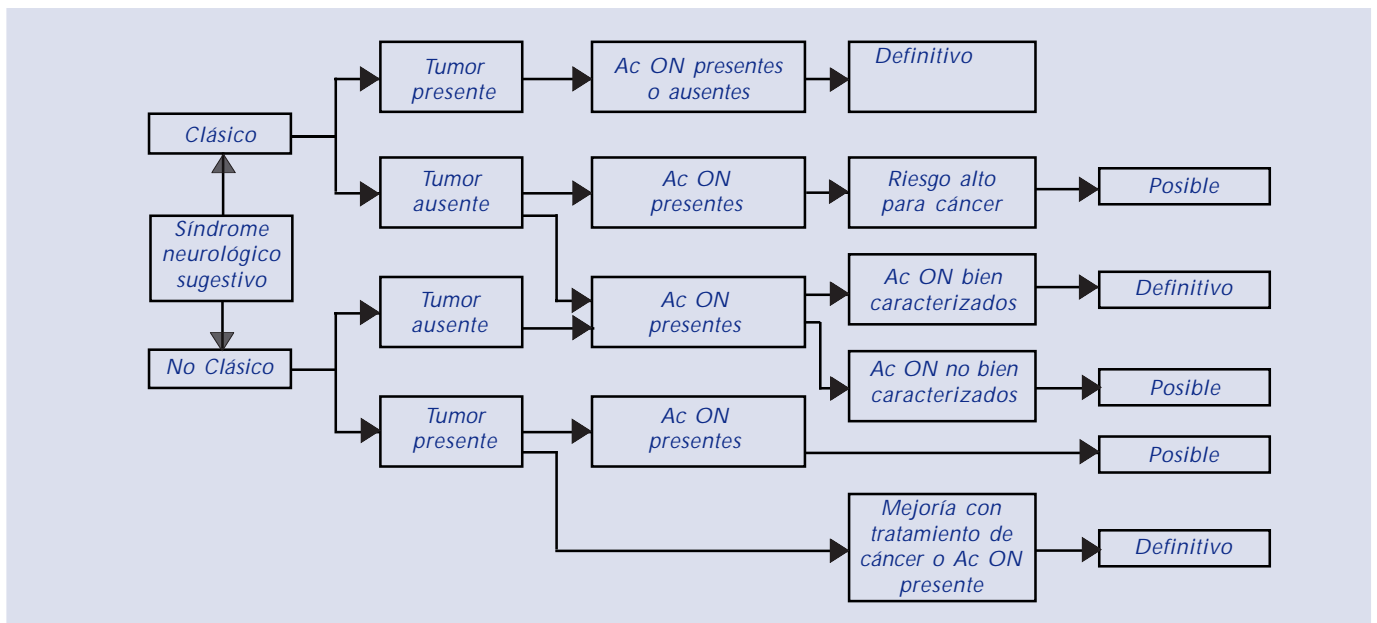 Tumor
presente
Ac ON presentes
o ausentes
Definitivo
Clásico
Tumor
ausente
Ac ON
presentes
Riesgo alto
para cáncer
Posible
Síndrome
neurológico
sugestivo
Tumor
ausente
Ac ON
presentes
Ac ON bien
caracterizados
Definitivo
No Clásico
Ac ON no bien
caracterizados
Posible
Tumor
presente
Ac ON
presentes
Posible
Mejoría con
tratamiento de
cáncer o Ac ON
presente
Definitivo